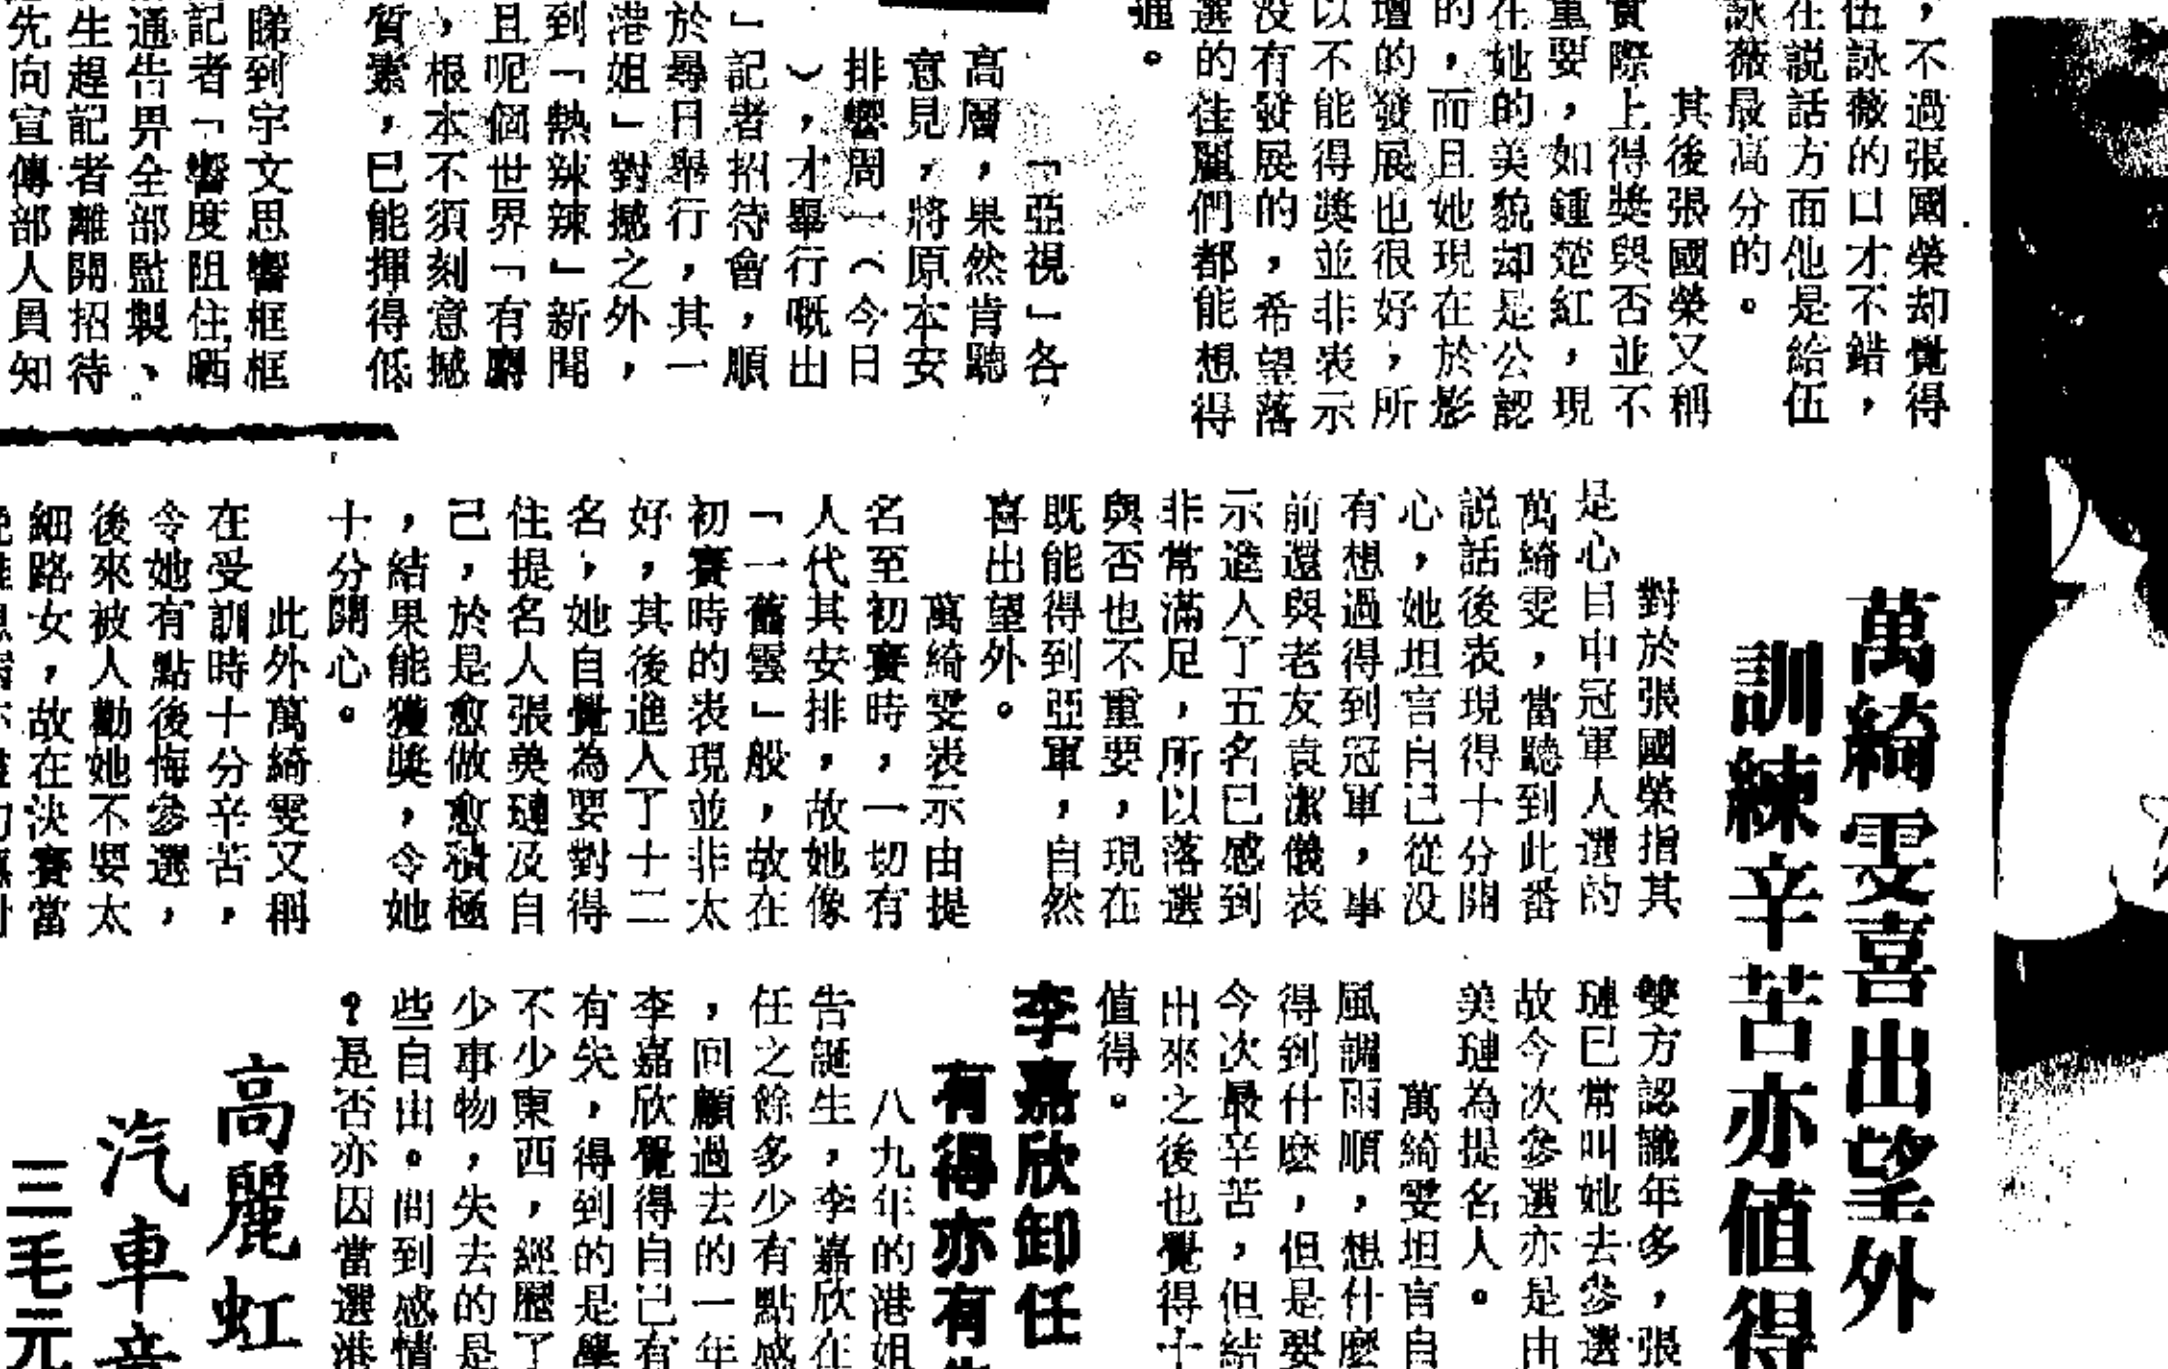 ，不過張國榮却覺得
伍詠薇的口才不錯，
在説話方面他是給伍
詠薇最高分的。
其後張國榮又稱
實際上得獎與否並不
重要，如鍾楚紅，現
在她的美貌却是公認
的，而且她現在於影
壇的發展也很好，所
以不能得獎並非表示
没有發展的，希望落
選的佳麗們都能想得
通。
「亞視」各
高層，果然肯聽
意見，將原本安
排響周一（今日
），才舉行嘅出
」記者招待會，順
於尋日舉行，其一
港姐」對撼之外，
到「熱辣辣」新聞
且呢個世界「有麝
，根本不須刻意撼
質素，已能揮得低
睇到宇文思響框框
記者「響度阻住晒
通告畀全部監製、
生趕記者離開招待
先向宣傳部人員知
萬綺雯喜出望外
訓練辛苦亦值得
對於張國榮指其
是心目中冠軍人選的
萬綺雯，當聽到此番
説話後表現得十分開
心，她坦言自己從没
有想過得到冠軍，事
前還與老友袁潔儀表
示進入了五名已感到
非常滿足，所以落選
與否也不重要，現在
既能得到亞軍，自然
喜出望外。
萬綺雯表示由提
名至初賽時，一切有
人代其安排，故她像
「一舊雲」般，故在
初賽時的表現並非太
好，其後進入了十二
名，她自覺為要對得
住提名人張美璉及自
己，於是愈做愈積極
，結果能獲獎，令她
十分開心。
此外萬綺雯又稱
在受訓時十分辛苦，
令她有點後悔參選，
後來被人勸她不要太
細路女，故在決賽當
雙方認識年多，張
璉已常叫她去參選
故今次參選亦是由
美璉為提名人。
萬綺雯坦言自
風調雨順，想什麼
得到什麼，但是要
今次最辛苦，但結
出來之後也覺得十
值得。
李嘉欣卸任
有得亦有
八九年的港姐
告誕生，李嘉欣在
任之餘多少有點感
，回顧過去的一年
李嘉欣覺得自己有
有失，得到的是學
不少東西，經歷了
少事物，失去的是
些自由。問到感情
？是否亦因當選港
高麗虹
汽車意
三毛元